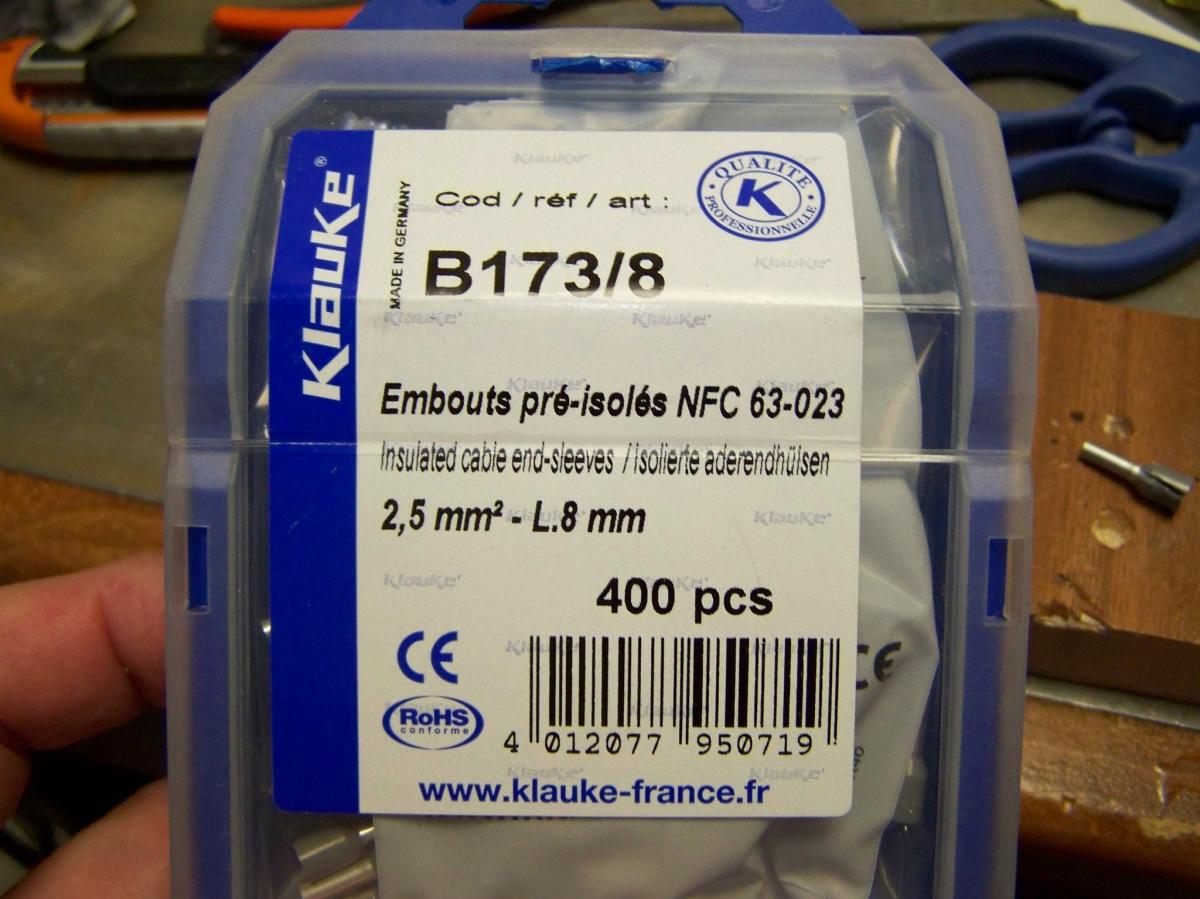 Klauke®
MADE IN GERMANY
Cod / réf / art :
QUALITE
K
PROFESSIONNELLE
B173/8
Embouts pré-isolés NFC 63-023
Insulated cable end-sleeves / isolierte aderendhülsen
2,5 mm² - L.8 mm
400 pcs
CE
RoHS
conforme
4 012077 950719
www.klauke-france.fr
CE